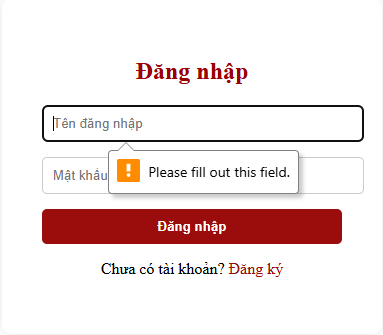 Đăng nhập
Tên đăng nhập
Please fill out this field.
Mật khẩu
Đăng nhập
Chưa có tài khoản? Đăng ký